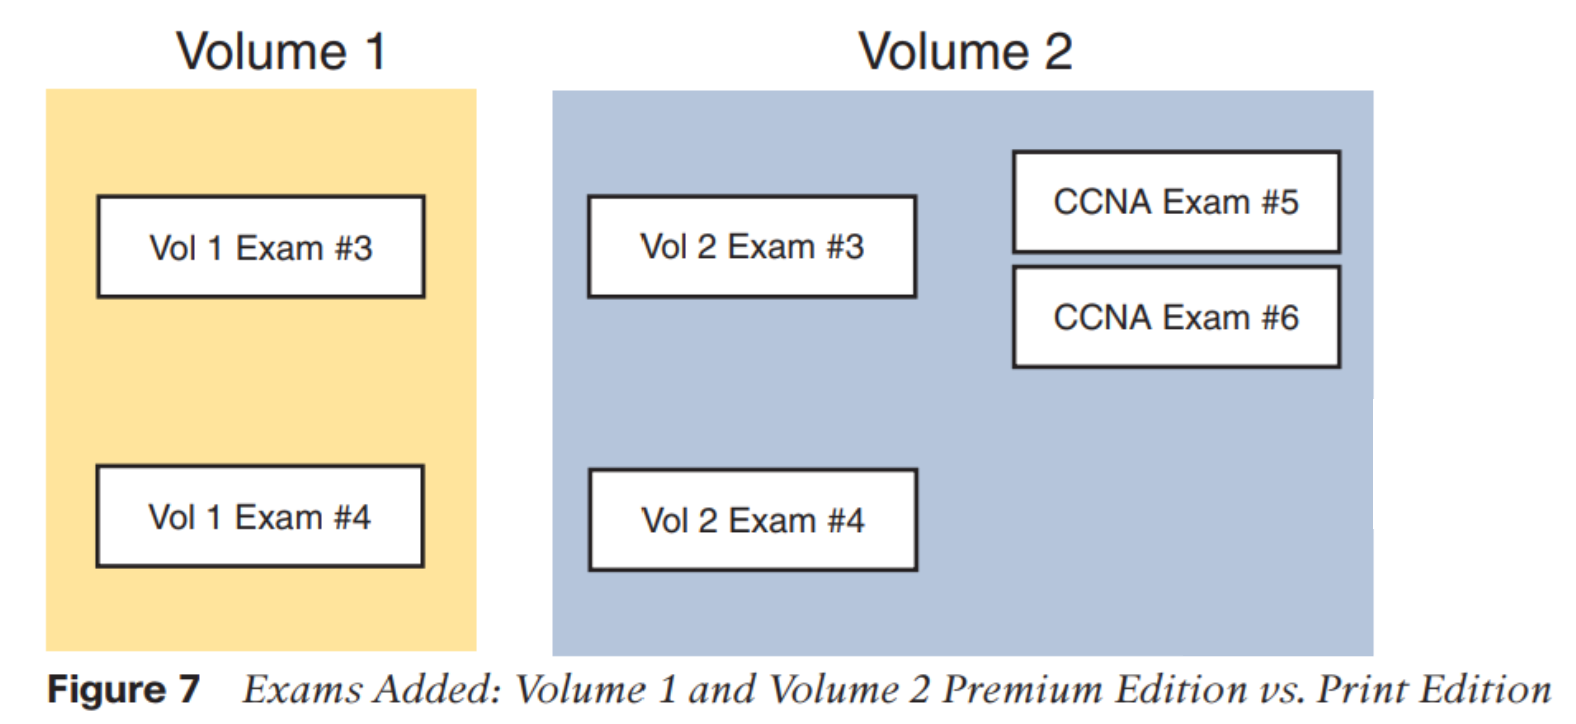 Volume 1
Volume 2
Vol 1 Exam #3
Vol 2 Exam #3
CCNA Exam #5
CCNA Exam #6
Vol 1 Exam #4
Vol 2 Exam #4
Figure 7 Exams Added: Volume 1 and Volume 2 Premium Edition vs. Print Edition